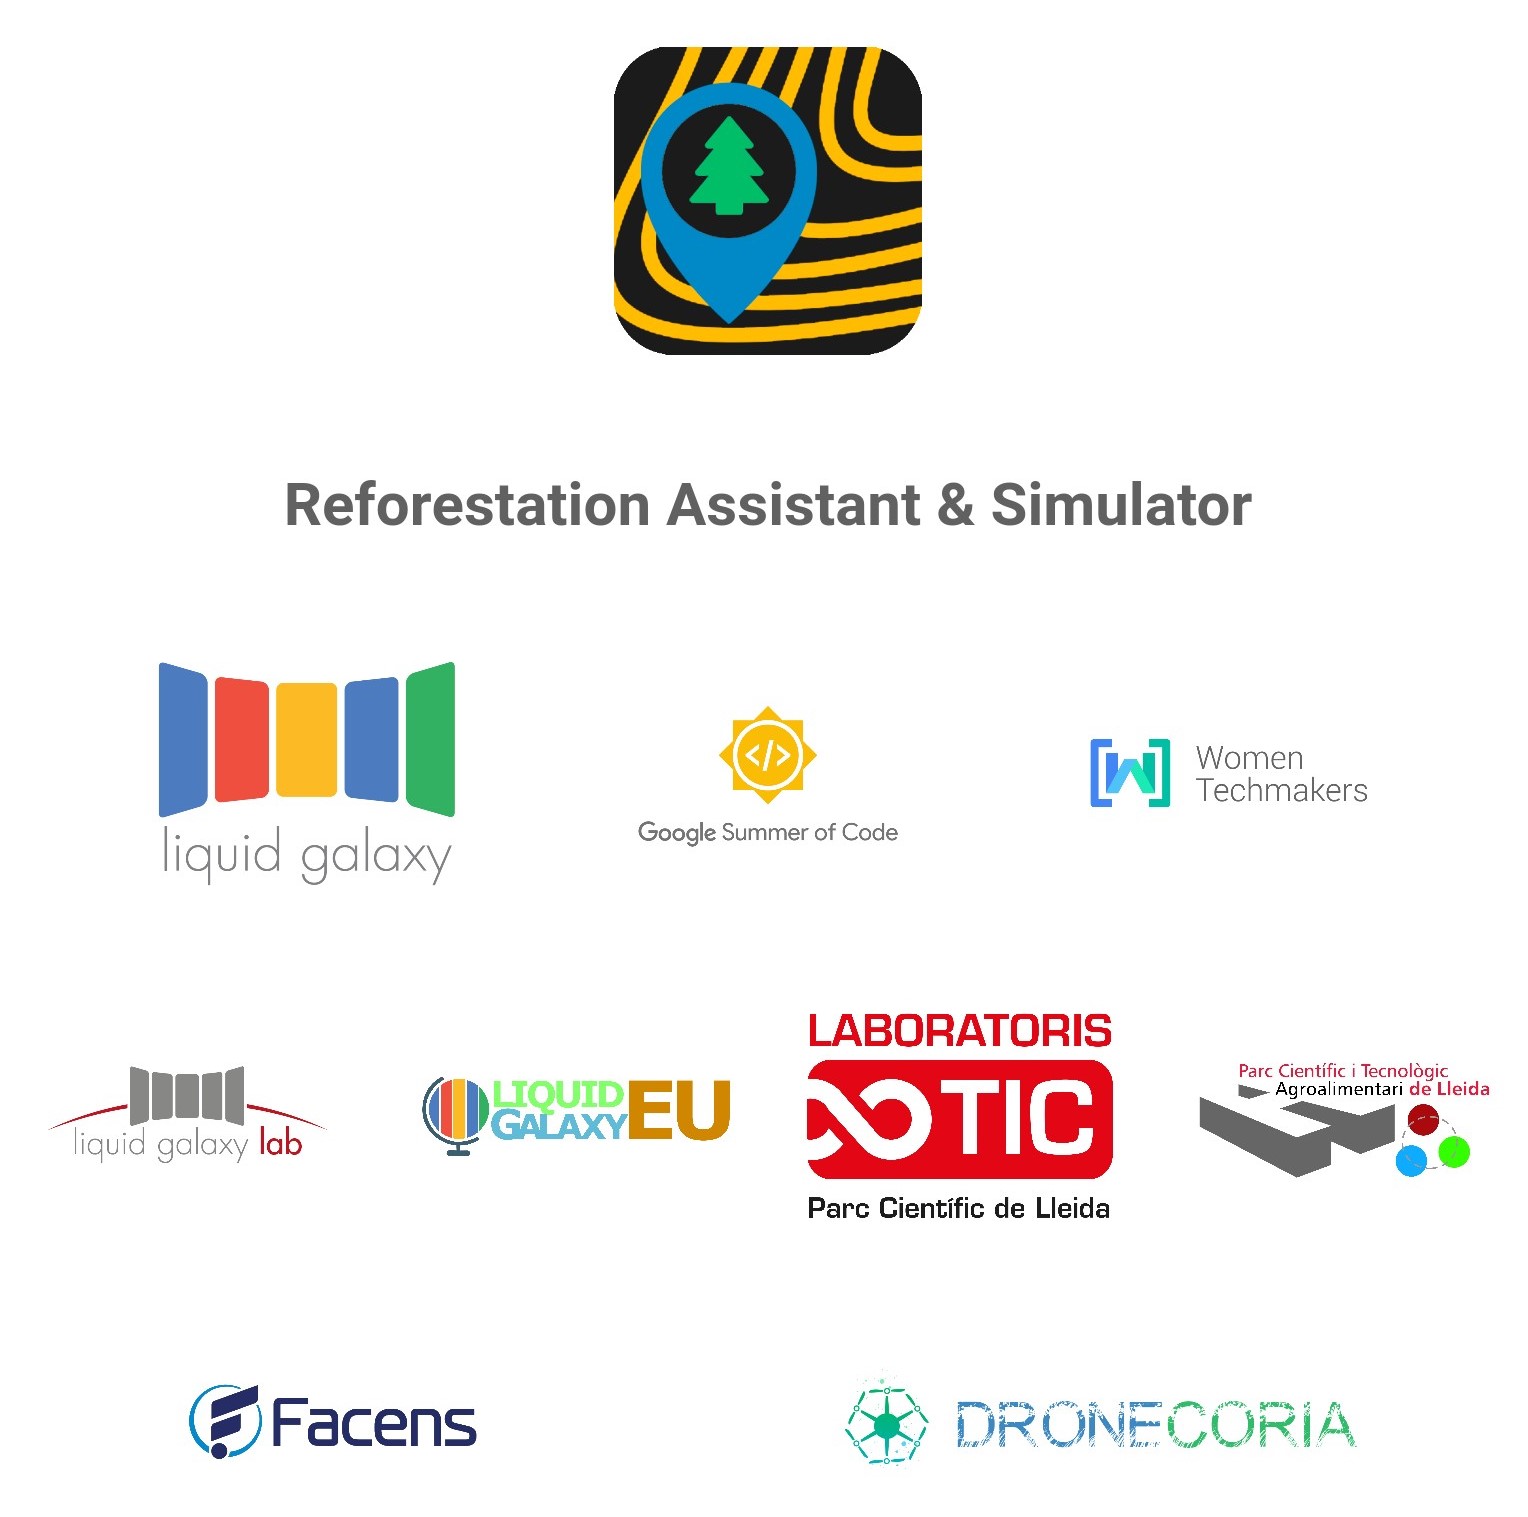 Reforestation Assistant & Simulator
liquid galaxy
</>
Google Summer of Code
W
Women
Techmakers
liquid galaxy lab
LIQUID
GALAXY
EU
LABORATORIS
TIC
Parc Científic de Lleida
Parc Científic i Tecnològic
Agroalimentari de Lleida
Facens
DRONECORIA